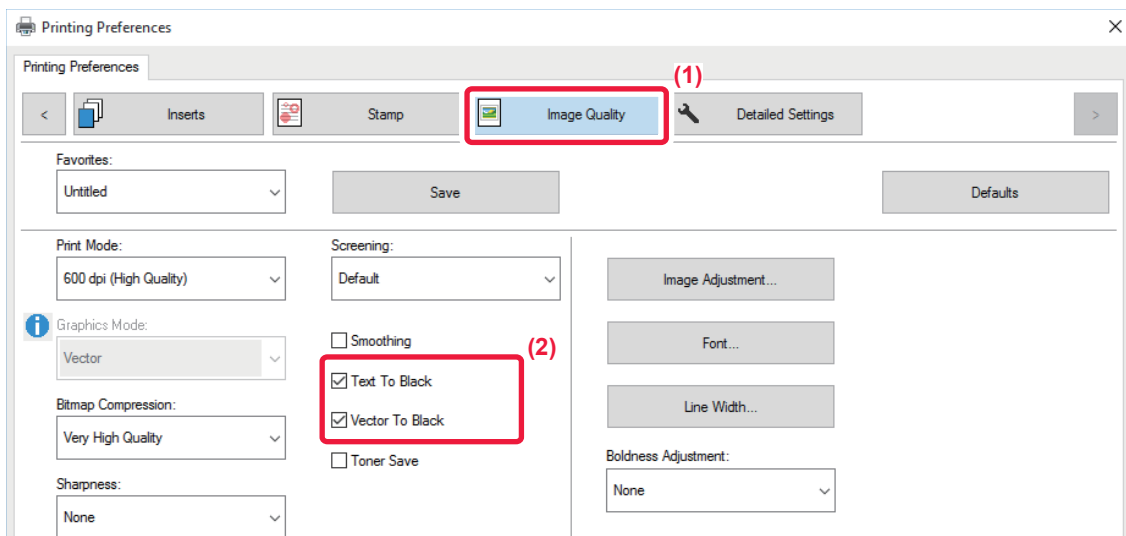 Printing Preferences
Printing Preferences
(1)
<
Inserts
Stamp
Image Quality
Detailed Settings
>
Favorites:
Untitled
Save
Defaults
Print Mode:
600 dpi (High Quality)
Screening:
Default
Image Adjustment...
Graphics Mode:
Vector
Smoothing
(2)
Font...
Text To Black
Bitmap Compression:
Very High Quality
Vector To Black
Line Width...
Toner Save
Boldness Adjustment:
None
Sharpness:
None